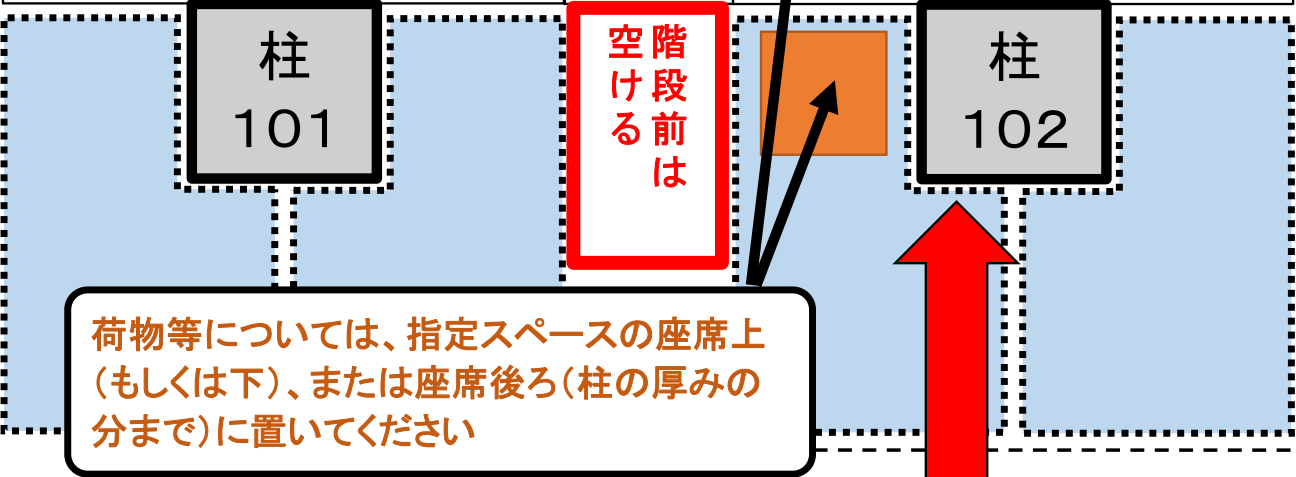 柱
101
階段前は
空ける
柱
102
荷物等については、指定スペースの座席上
（もしくは下）、または座席後ろ（柱の厚みの
分まで）に置いてください